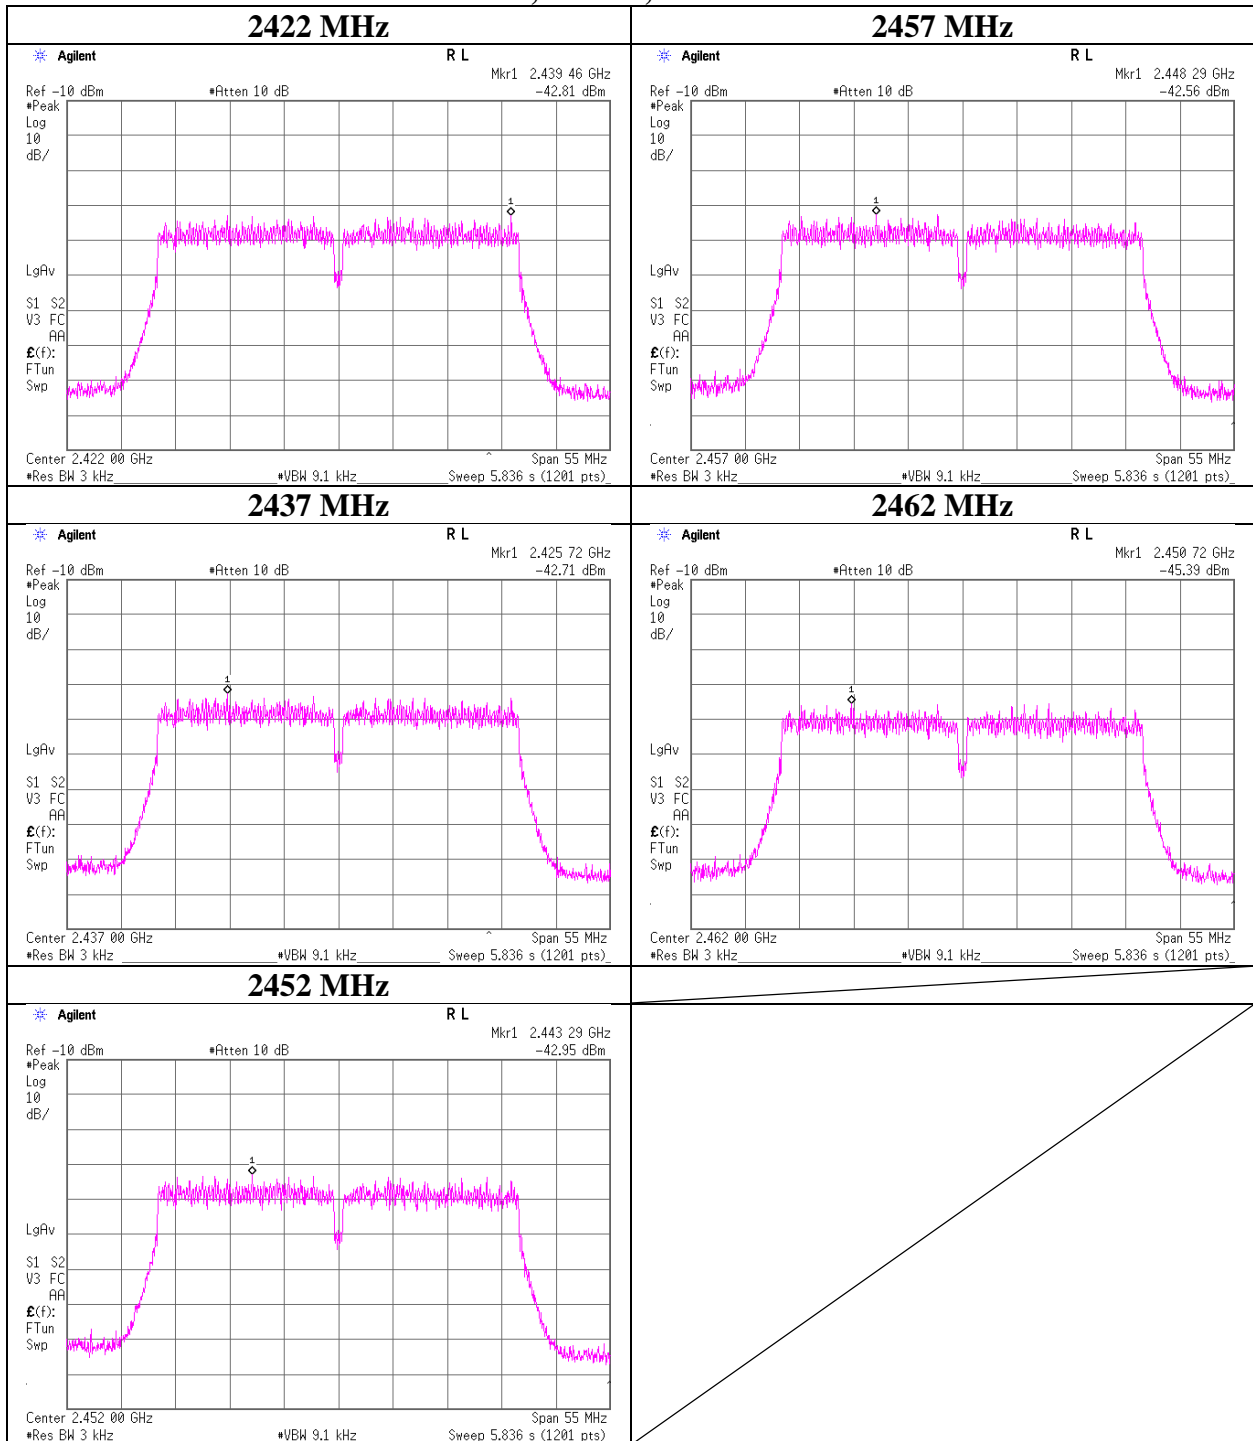 2422 MHz
Agilent
R L
Mkr1 2.439 46 GHz
Ref -10 dBm
#Atten 10 dB
-42.81 dBm
#Peak
Log
10
dB/
1
LgAv
S1 S2
V3 FC
AA
£(f):
FTun
Swp
Center 2.422 00 GHz
Span 55 MHz
#Res BW 3 kHz
#VBW 9.1 kHz
Sweep 5.836 s (1201 pts)
2457 MHz
Agilent
R L
Mkr1 2.448 29 GHz
Ref -10 dBm
#Atten 10 dB
-42.56 dBm
#Peak
Log
10
dB/
1
LgAv
S1 S2
V3 FC
AA
£(f):
FTun
Swp
Center 2.457 00 GHz
Span 55 MHz
#Res BW 3 kHz
#VBW 9.1 kHz
Sweep 5.836 s (1201 pts)
2437 MHz
Agilent
R L
Mkr1 2.425 72 GHz
Ref -10 dBm
#Atten 10 dB
-42.71 dBm
#Peak
Log
10
dB/
1
LgAv
S1 S2
V3 FC
AA
£(f):
FTun
Swp
Center 2.437 00 GHz
Span 55 MHz
#Res BW 3 kHz
#VBW 9.1 kHz
Sweep 5.836 s (1201 pts)
2462 MHz
Agilent
R L
Mkr1 2.450 72 GHz
Ref -10 dBm
#Atten 10 dB
-45.39 dBm
#Peak
Log
10
dB/
1
LgAv
S1 S2
V3 FC
AA
£(f):
FTun
Swp
Center 2.462 00 GHz
Span 55 MHz
#Res BW 3 kHz
#VBW 9.1 kHz
Sweep 5.836 s (1201 pts)
2452 MHz
Agilent
R L
Mkr1 2.443 29 GHz
Ref -10 dBm
#Atten 10 dB
-42.95 dBm
#Peak
Log
10
dB/
1
LgAv
S1 S2
V3 FC
AA
£(f):
FTun
Swp
Center 2.452 00 GHz
Span 55 MHz
#Res BW 3 kHz
#VBW 9.1 kHz
Sweep 5.836 s (1201 pts)